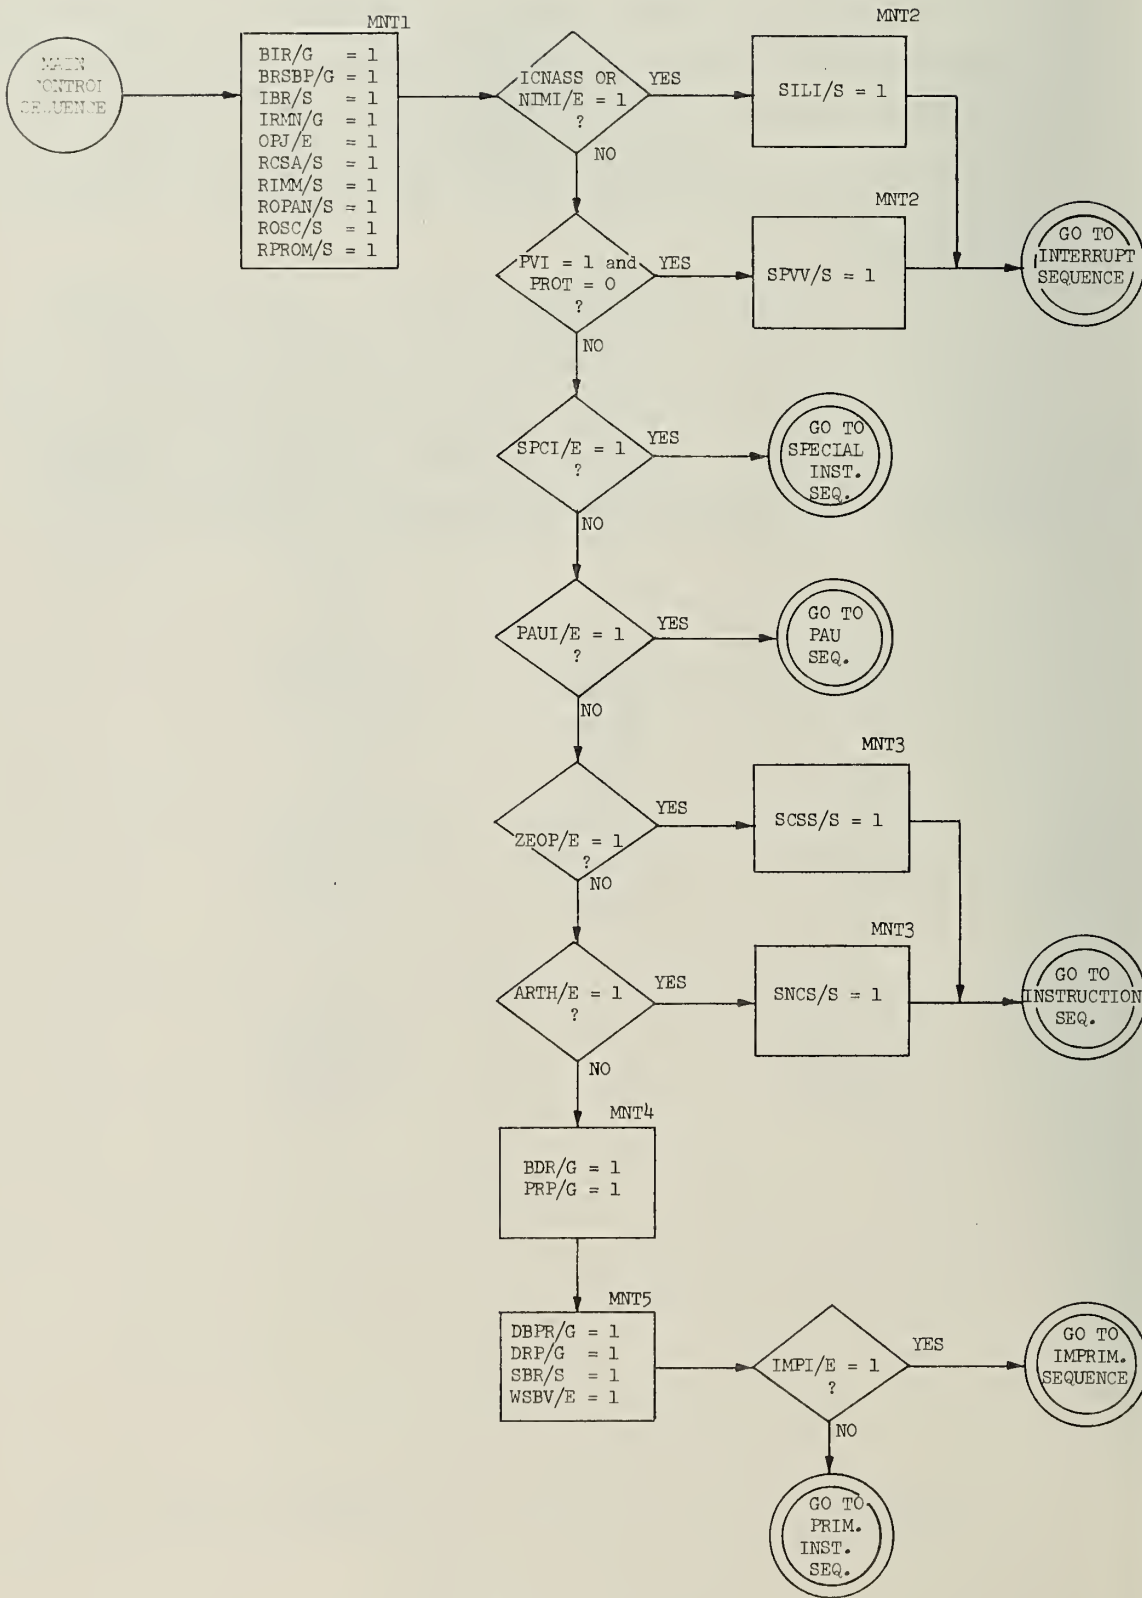 MAIN
CONTROL
SEQUENCE
MNT1
BIR/G = 1
BRSBP/G = 1
IBR/S = 1
IRMN/G = 1
OPJ/E = 1
RCSA/S = 1
RIMM/S = 1
ROPAN/S = 1
ROSC/S = 1
RPROM/S = 1
ICNASS OR
NIMI/E = 1
?
YES
NO
MNT2
SILI/S = 1
PVI = 1 and
PROT = 0
?
YES
NO
MNT2
SPVV/S = 1
GO TO
INTERRUPT
SEQUENCE
SPCI/E = 1
?
YES
NO
GO TO
SPECIAL
INST.
SEQ.
PAUI/E = 1
?
YES
NO
GO TO
PAU
SEQ.
ZEOP/E = 1
?
YES
NO
MNT3
SCSS/S = 1
ARTH/E = 1
?
YES
NO
MNT3
SNCS/S = 1
GO TO
INSTRUCTION
SEQ.
MNT4
BDR/G = 1
PRP/G = 1
MNT5
DBPR/G = 1
DRP/G = 1
SBR/S = 1
WSBV/E = 1
IMPI/E = 1
?
YES
NO
GO TO
IMPRIM.
SEQUENCE
GO TO
PRIM.
INST.
SEQ.